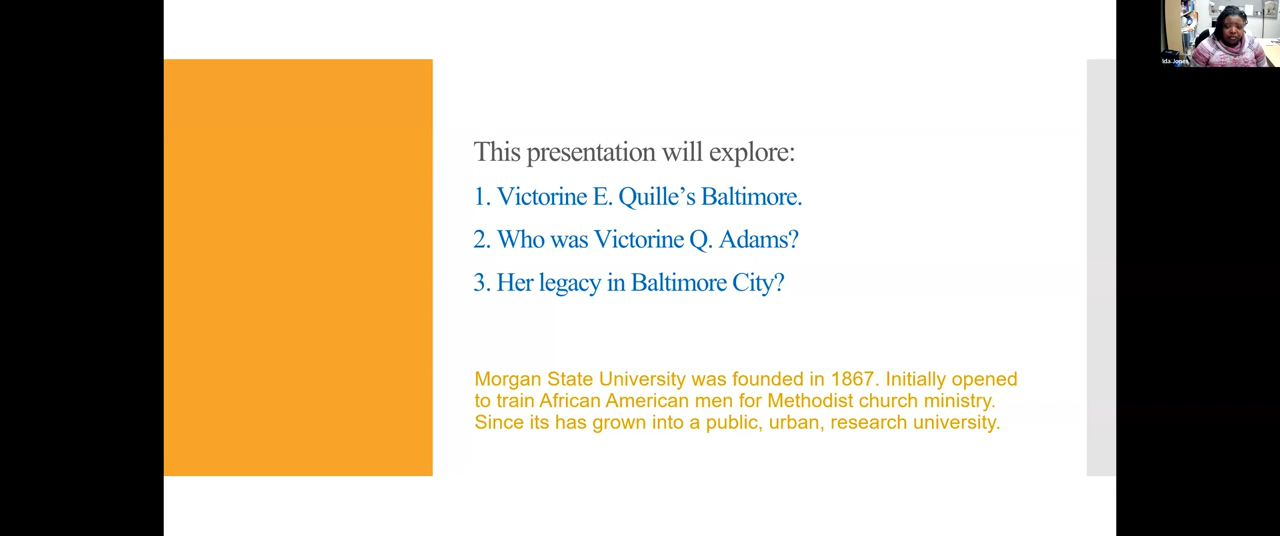 This presentation will explore:
1. Victorine E. Quille’s Baltimore.
2. Who was Victorine Q. Adams?
3. Her legacy in Baltimore City?
Morgan State University was founded in 1867. Initially opened
to train African American men for Methodist church ministry.
Since its has grown into a public, urban, research university.
Ida Jones